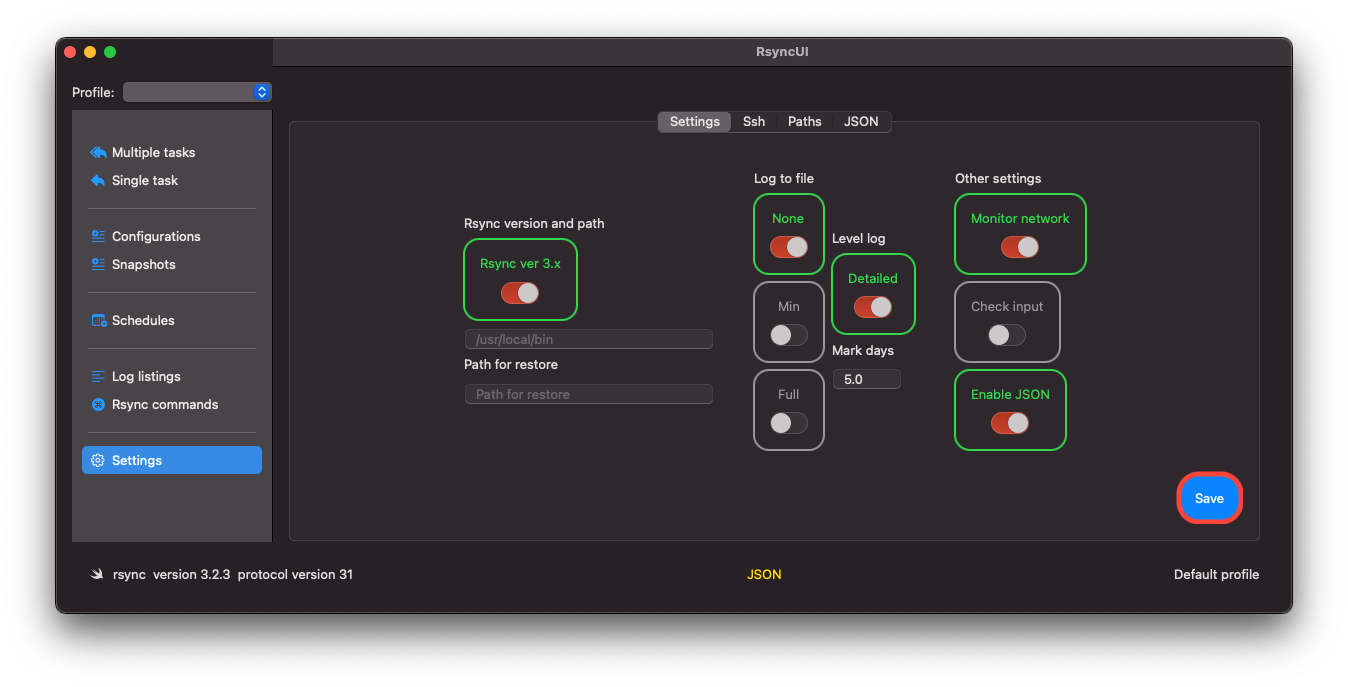 RsyncUI
Profile:
Multiple tasks
Single task
Configurations
Snapshots
Schedules
Log listings
Rsync commands
Settings
Settings Ssh Paths JSON
Rsync version and path
Rsync ver 3.x
/usr/local/bin
Path for restore
Path for restore
Log to file
None
Min
Full
Level log
Detailed
Mark days
5.0
Other settings
Monitor network
Check input
Enable JSON
Save
rsync version 3.2.3 protocol version 31
JSON
Default profile